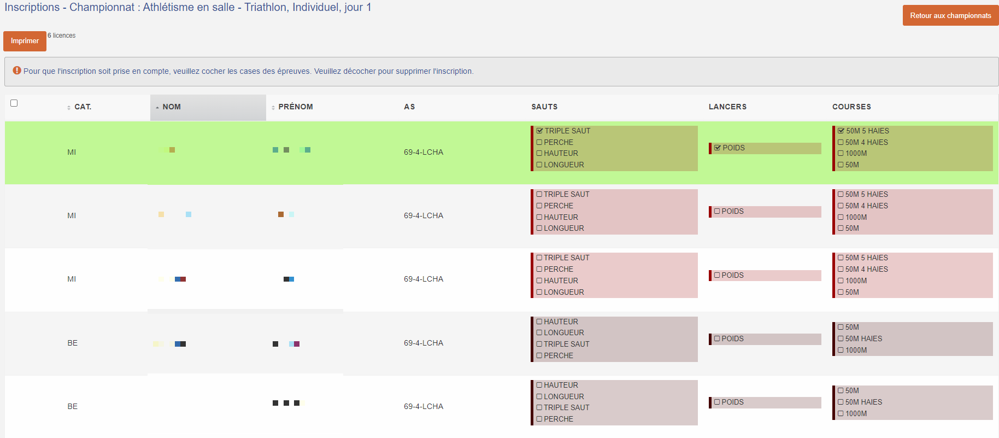 Inscriptions - Championnat : Athlétisme en salle - Triathlon, Individuel, jour 1
Retour aux championnats
Imprimer
6 licences
Pour que l'inscription soit prise en compte, veuillez cocher les cases des épreuves. Veuillez décocher pour supprimer l'inscription.
CAT. NOM PRÉNOM AS SAUTS LANCERS COURSES
MI
69-4-LCHA
TRIPLE SAUT
PERCHE
HAUTEUR
LONGUEUR
POIDS
50M 5 HAIES
50M 4 HAIES
1000M
50M
MI
69-4-LCHA
TRIPLE SAUT
PERCHE
HAUTEUR
LONGUEUR
POIDS
50M 5 HAIES
50M 4 HAIES
1000M
50M
MI
69-4-LCHA
TRIPLE SAUT
PERCHE
HAUTEUR
LONGUEUR
POIDS
50M 5 HAIES
50M 4 HAIES
1000M
50M
BE
69-4-LCHA
HAUTEUR
LONGUEUR
TRIPLE SAUT
PERCHE
POIDS
50M
50M HAIES
1000M
BE
69-4-LCHA
HAUTEUR
LONGUEUR
TRIPLE SAUT
PERCHE
POIDS
50M
50M HAIES
1000M